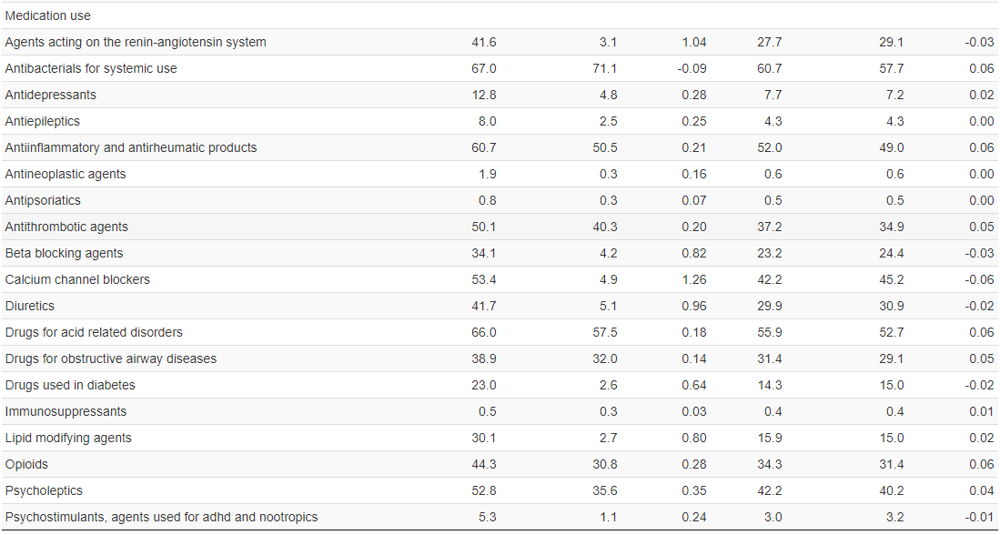 Medication use
Agents acting on the renin-angiotensin system 41.6 3.1 1.04 27.7 29.1 -0.03
Antibacterials for systemic use 67.0 71.1 -0.09 60.7 57.7 0.06
Antidepressants 12.8 4.8 0.28 7.7 7.2 0.02
Antiepileptics 8.0 2.5 0.25 4.3 4.3 0.00
Antiinflammatory and antirheumatic products 60.7 50.5 0.21 52.0 49.0 0.06
Antineoplastic agents 1.9 0.3 0.16 0.6 0.6 0.00
Antipsoriatics 0.8 0.3 0.07 0.5 0.5 0.00
Antithrombotic agents 50.1 40.3 0.20 37.2 34.9 0.05
Beta blocking agents 34.1 4.2 0.82 23.2 24.4 -0.03
Calcium channel blockers 53.4 4.9 1.26 42.2 45.2 -0.06
Diuretics 41.7 5.1 0.96 29.9 30.9 -0.02
Drugs for acid related disorders 66.0 57.5 0.18 55.9 52.7 0.06
Drugs for obstructive airway diseases 38.9 32.0 0.14 31.4 29.1 0.05
Drugs used in diabetes 23.0 2.6 0.64 14.3 15.0 -0.02
Immunosuppressants 0.5 0.3 0.03 0.4 0.4 0.01
Lipid modifying agents 30.1 2.7 0.80 15.9 15.0 0.02
Opioids 44.3 30.8 0.28 34.3 31.4 0.06
Psycholeptics 52.8 35.6 0.35 42.2 40.2 0.04
Psychostimulants, agents used for adhd and nootropics 5.3 1.1 0.24 3.0 3.2 -0.01